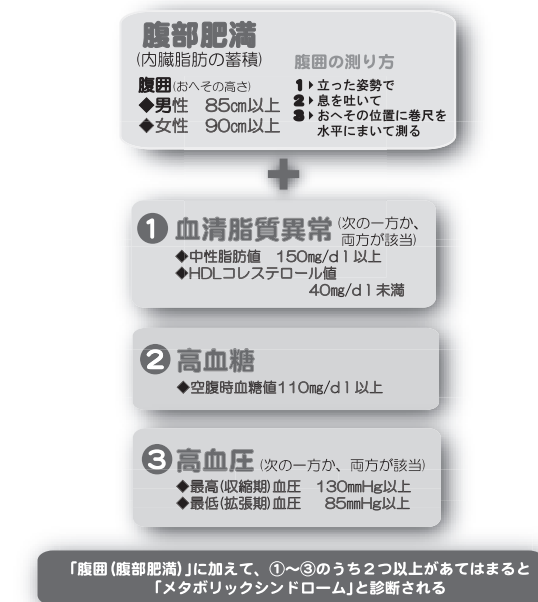 腹部肥満
(内臓脂肪の蓄積)
腹囲(おへその高さ)
◆男性 85㎝以上
◆女性 90㎝以上
腹囲の測り方
1▶立った姿勢で
2▶息を吐いて
3▶おへその位置に巻尺を
水平にまいて測る
+
❶ 血清脂質異常 (次の一方か、
両方が該当)
◆中性脂肪値 150㎎/dl以上
◆HDLコレステロール値
40㎎/dl未満
❷ 高血糖
◆空腹時血糖値110㎎/dl以上
❸ 高血圧 (次の一方か、両方が該当)
◆最高(収縮期)血圧 130㎜Hg以上
◆最低(拡張期)血圧 85㎜Hg以上
「腹囲(腹部肥満)」に加えて、①〜③のうち2つ以上があてはまると
「メタボリックシンドローム」と診断される